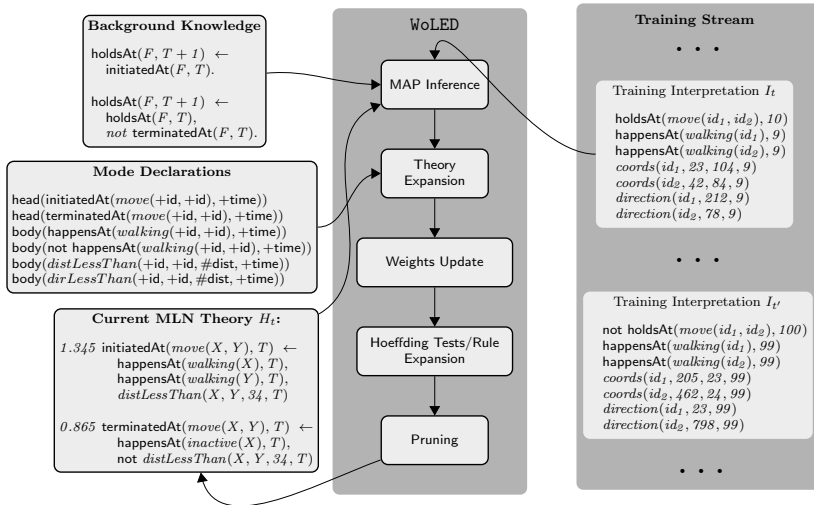 Background Knowledge
holdsAt(F, T + 1) ←
initiatedAt(F, T).
holdsAt(F, T + 1) ←
holdsAt(F, T),
not terminatedAt(F, T).
Mode Declarations
head(initiatedAt(move(+id, +id), +time))
head(terminatedAt(move(+id, +id), +time))
body(happensAt(walking(+id, +id), +time))
body(not happensAt(walking(+id, +id), +time))
body(distLessThan(+id, +id, #dist, +time))
body(dirLessThan(+id, +id, #dist, +time))
Current MLN Theory Hₜ:
1.345 initiatedAt(move(X, Y), T) ←
happensAt(walking(X), T),
happensAt(walking(Y), T),
distLessThan(X, Y, 34, T)
0.865 terminatedAt(move(X, Y), T) ←
happensAt(inactive(X), T),
not distLessThan(X, Y, 34, T)
WoLED
MAP Inference
Theory
Expansion
Weights Update
Hoeffding Tests/Rule
Expansion
Pruning
Training Stream
• • •
Training Interpretation Iₜ
holdsAt(move(id₁, id₂), 10)
happensAt(walking(id₁), 9)
happensAt(walking(id₂), 9)
coords(id₁, 23, 104, 9)
coords(id₂, 42, 84, 9)
direction(id₁, 212, 9)
direction(id₂, 78, 9)
• • •
Training Interpretation Iₜ′
not holdsAt(move(id₁, id₂), 100)
happensAt(walking(id₁), 99)
happensAt(walking(id₂), 99)
coords(id₁, 205, 23, 99)
coords(id₂, 462, 24, 99)
direction(id₁, 23, 99)
direction(id₂, 798, 99)
• • •